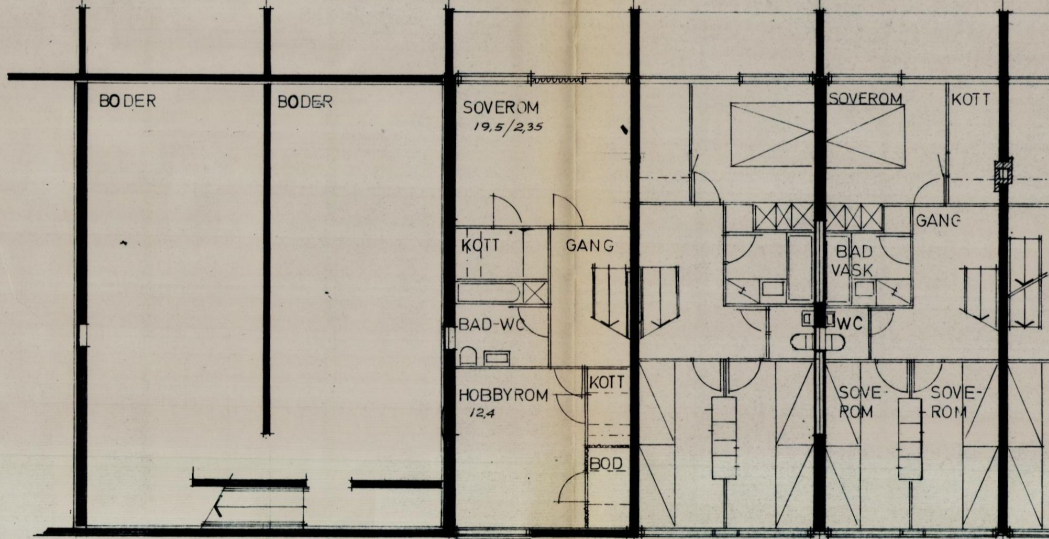 BODER
BODER
SOVEROM
19,5/2,35
SOVEROM
KOTT
KOTT
GANG
GANG
BAD
VASK
BAD-WC
WC
HOBBYROM
12,4
KOTT
BOD
SOVE-
ROM
SOVE-
ROM